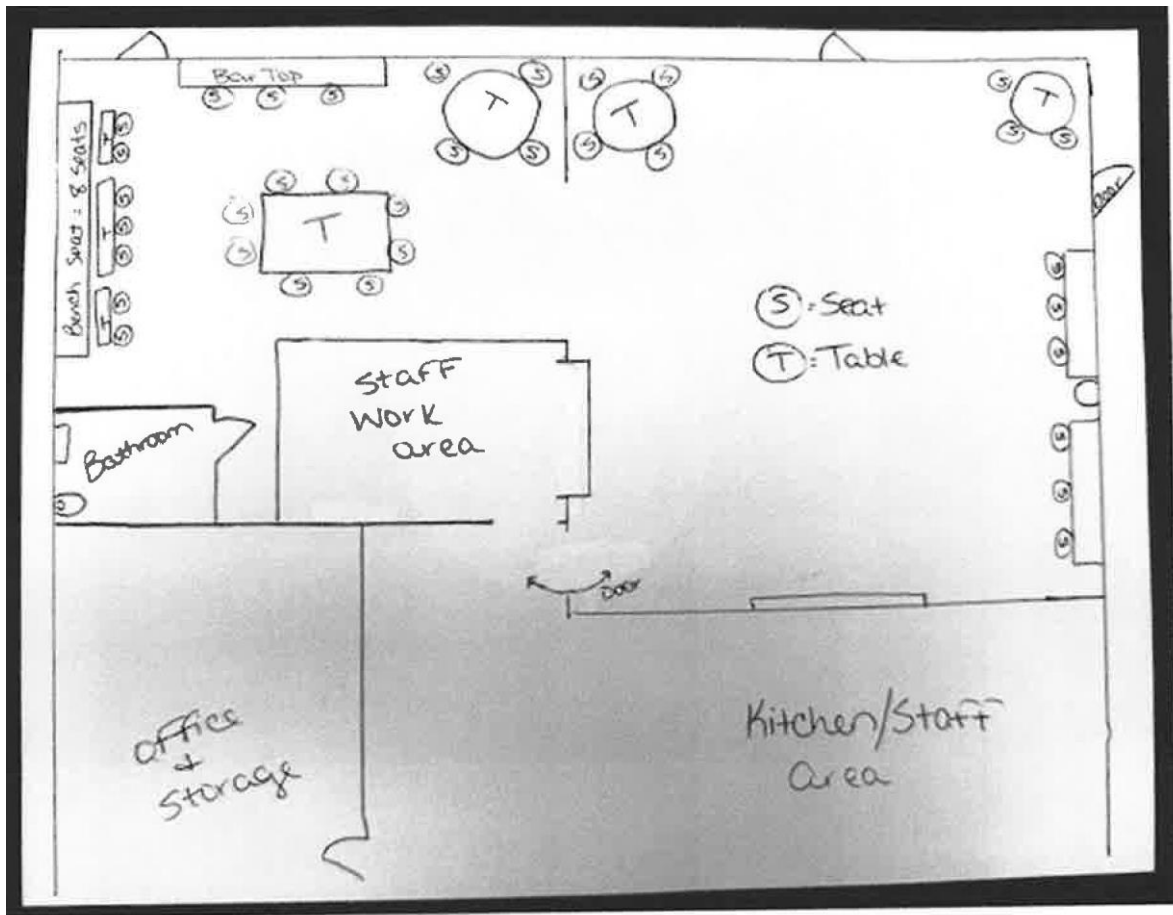 Bar Top
S S S
S S
T
S S
S S
T
S S
S
T
S S
Door
Bench Seat = 8 Seats
T
S
S
T
S
S
S
T
S
S
S S
S S
T
S S
S S
S = Seat
T = Table
S
S
S
S
S
S
Staff
Work
area
Bathroom
Door
office
+
Storage
Kitchen/Staff
area